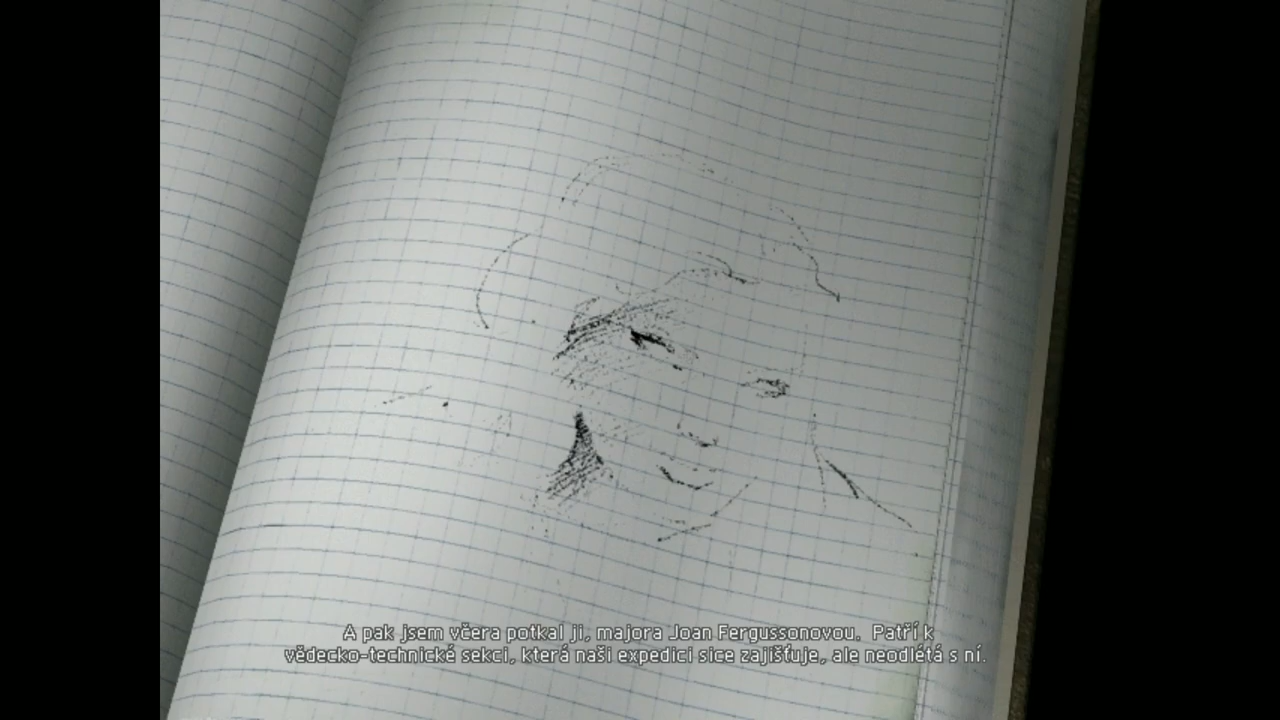 A pak jsem včera potkal ji, majora Joan Fergussonovou. Patří k
vědecko-technické sekci, která naši expedici sice zajišťuje, ale neodlétá s ní.